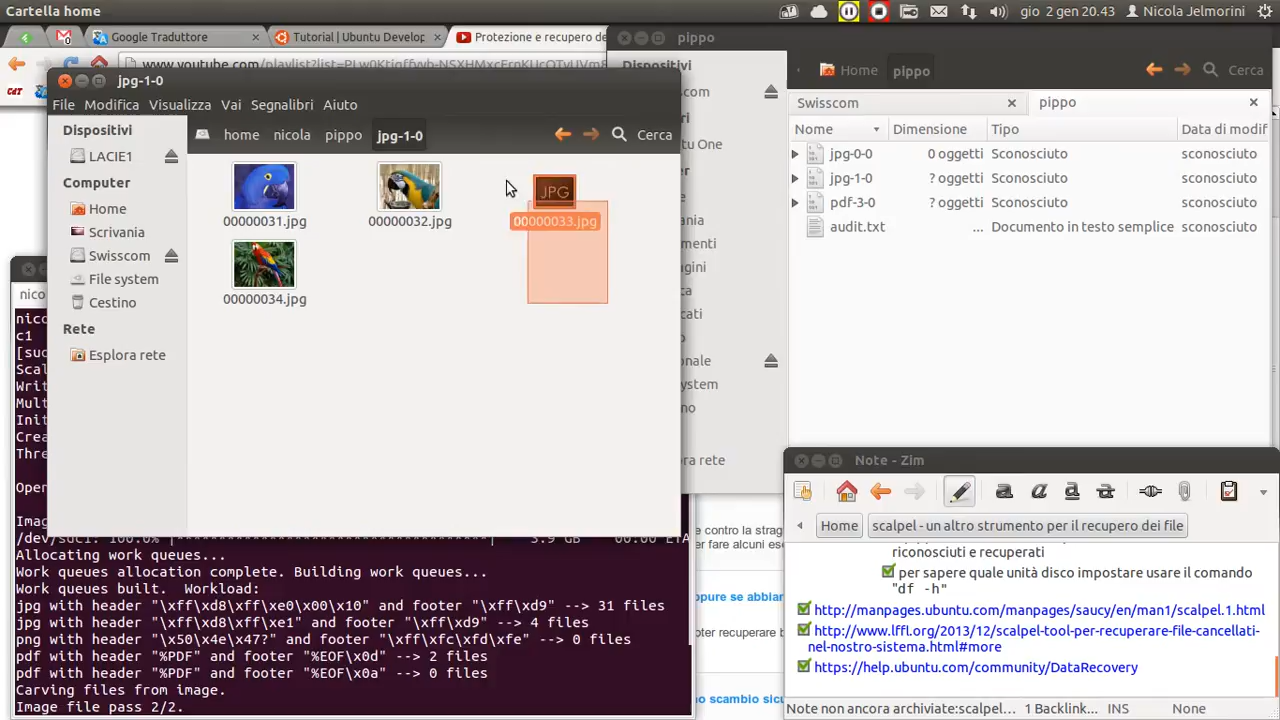 Cartella home
gio 2 gen 20.43
Nicola Jelmorini
Google Traduttore
Tutorial | Ubuntu Develop
Protezione e recupero de
pippo
jpg-1-0
File Modifica Visualizza Vai Segnalibri Aiuto
Dispositivi
LACIE1
Computer
Home
Scrivania
Swisscom
File system
Cestino
Rete
Esplora rete
home nicola pippo jpg-1-0
Cerca
00000031.jpg
00000032.jpg
JPG
00000033.jpg
00000034.jpg
Dispositivi
Home pippo
Cerca
Swisscom
pippo
Nome Dimensione Tipo Data di modif
jpg-0-0 0 oggetti Sconosciuto sconosciuto
jpg-1-0 ? oggetti Sconosciuto sconosciuto
pdf-3-0 ? oggetti Sconosciuto sconosciuto
audit.txt ... Documento in testo semplice sconosciuto
Allocating work queues...
Work queues allocation complete. Building work queues...
Work queues built.  Workload:
jpg with header "\xff\xd8\xff\xe0\x00\x10" and footer "\xff\xd9" --> 31 files
jpg with header "\xff\xd8\xff\xe1" and footer "\xff\xd9" --> 4 files
png with header "\x50\x4e\x47?" and footer "\xff\xfc\xfd\xfe" --> 0 files
pdf with header "%PDF" and footer "%EOF\x0d" --> 2 files
pdf with header "%PDF" and footer "%EOF\x0a" --> 0 files
Carving files from image.
Image file pass 2/2.
Note - Zim
Home
scalpel - un altro strumento per il recupero dei file
riconosciuti e recuperati
per sapere quale unità disco impostare usare il comando
"df -h"
http://manpages.ubuntu.com/manpages/saucy/en/man1/scalpel.1.html
http://www.lffl.org/2013/12/scalpel-tool-per-recuperare-file-cancellati-
nel-nostro-sistema.html#more
https://help.ubuntu.com/community/DataRecovery
Note non ancora archiviate:scalpel... 1 Backlink... INS None